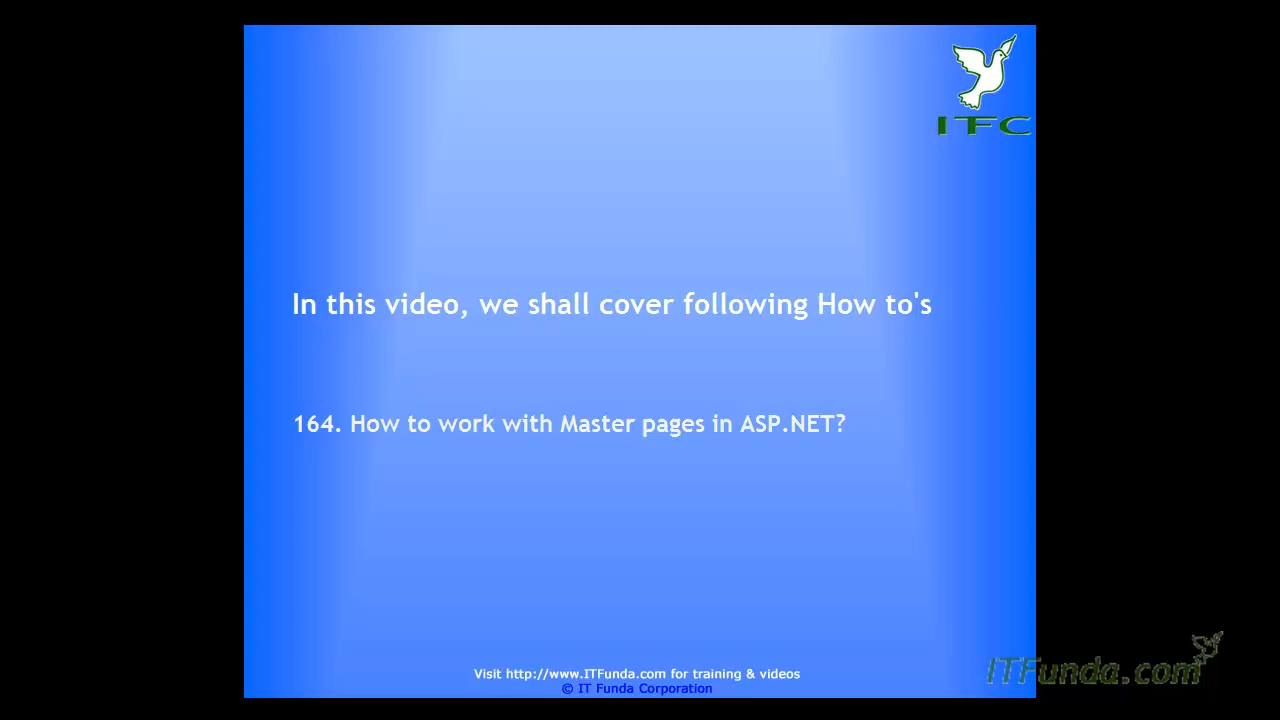 ITC
In this video, we shall cover following How to's
164. How to work with Master pages in ASP.NET?
Visit http://www.ITFunda.com for training & videos
© IT Funda Corporation
ITFunda.com